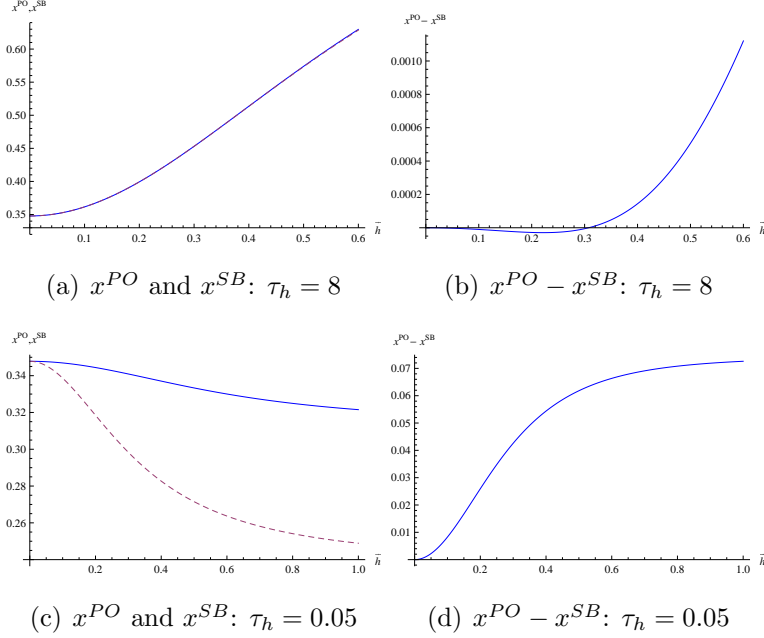 x^PO, x^SB
0.60
0.55
0.50
0.45
0.40
0.35
0.1 0.2 0.3 0.4 0.5 0.6
h̄
(a) x^PO and x^SB: τ_h = 8
x^PO − x^SB
0.0010
0.0008
0.0006
0.0004
0.0002
0.1 0.2 0.3 0.4 0.5 0.6
h̄
(b) x^PO − x^SB: τ_h = 8
x^PO, x^SB
0.34
0.32
0.30
0.28
0.26
0.2 0.4 0.6 0.8 1.0
h̄
(c) x^PO and x^SB: τ_h = 0.05
x^PO − x^SB
0.07
0.06
0.05
0.04
0.03
0.02
0.01
0.2 0.4 0.6 0.8 1.0
h̄
(d) x^PO − x^SB: τ_h = 0.05